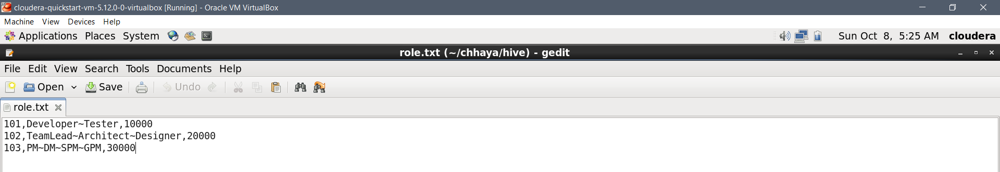 cloudera-quickstart-vm-5.12.0-0-virtualbox [Running] - Oracle VM VirtualBox
Machine View Devices Help
Applications Places System Sun Oct 8, 5:25 AM cloudera
role.txt (~/chhaya/hive) - gedit
File Edit View Search Tools Documents Help
Open Save Undo
role.txt
101,Developer~Tester,10000
102,TeamLead~Architect~Designer,20000
103,PM~DM~SPM~GPM,30000